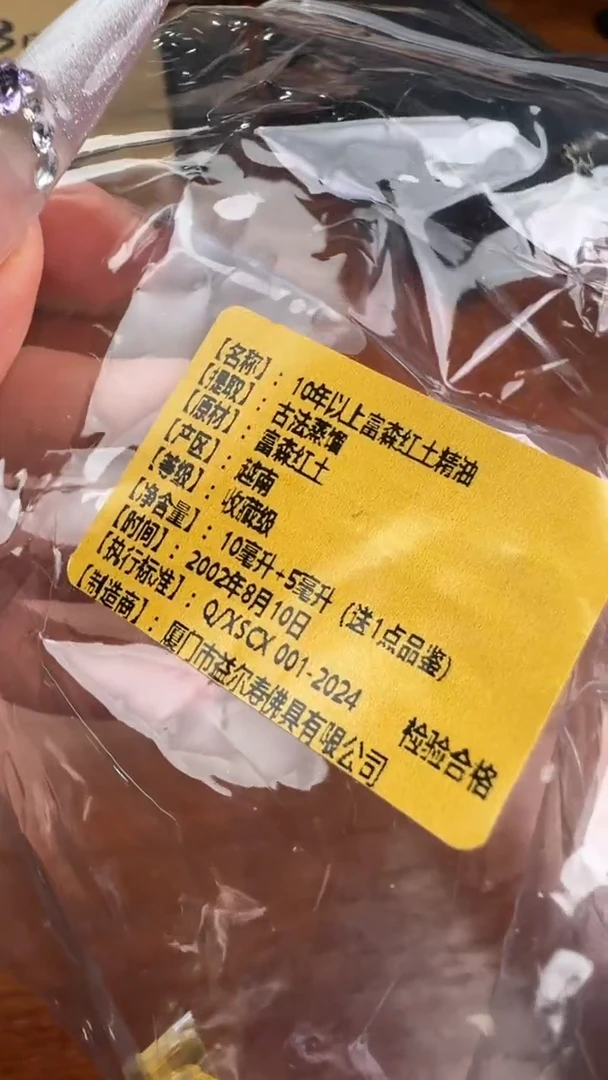 【名称】：10年以上富森红土精油
【提取】：古法蒸馏
【原材】：富森红土
【产区】：越南
【等级】：收藏级
【净含量】：10毫升+5毫升（送1点品鉴）
【时间】：2002年8月10日
【执行标准】：Q/XSCX 001-2024
【制造商】：厦门市益尔寿佛具有限公司
检验合格